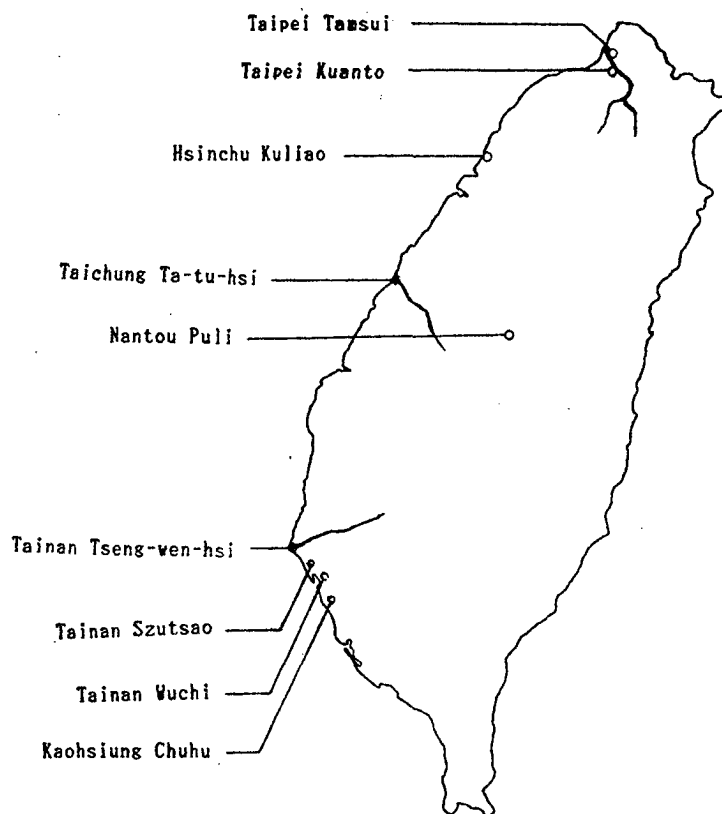 Taipei Tamsui
Taipei Kuanto
Hsinchu Kuliao
Taichung Ta-tu-hsi
Nantou Puli
Tainan Tseng-wen-hsi
Tainan Szutsao
Tainan Wuchi
Kaohsiung Chuhu